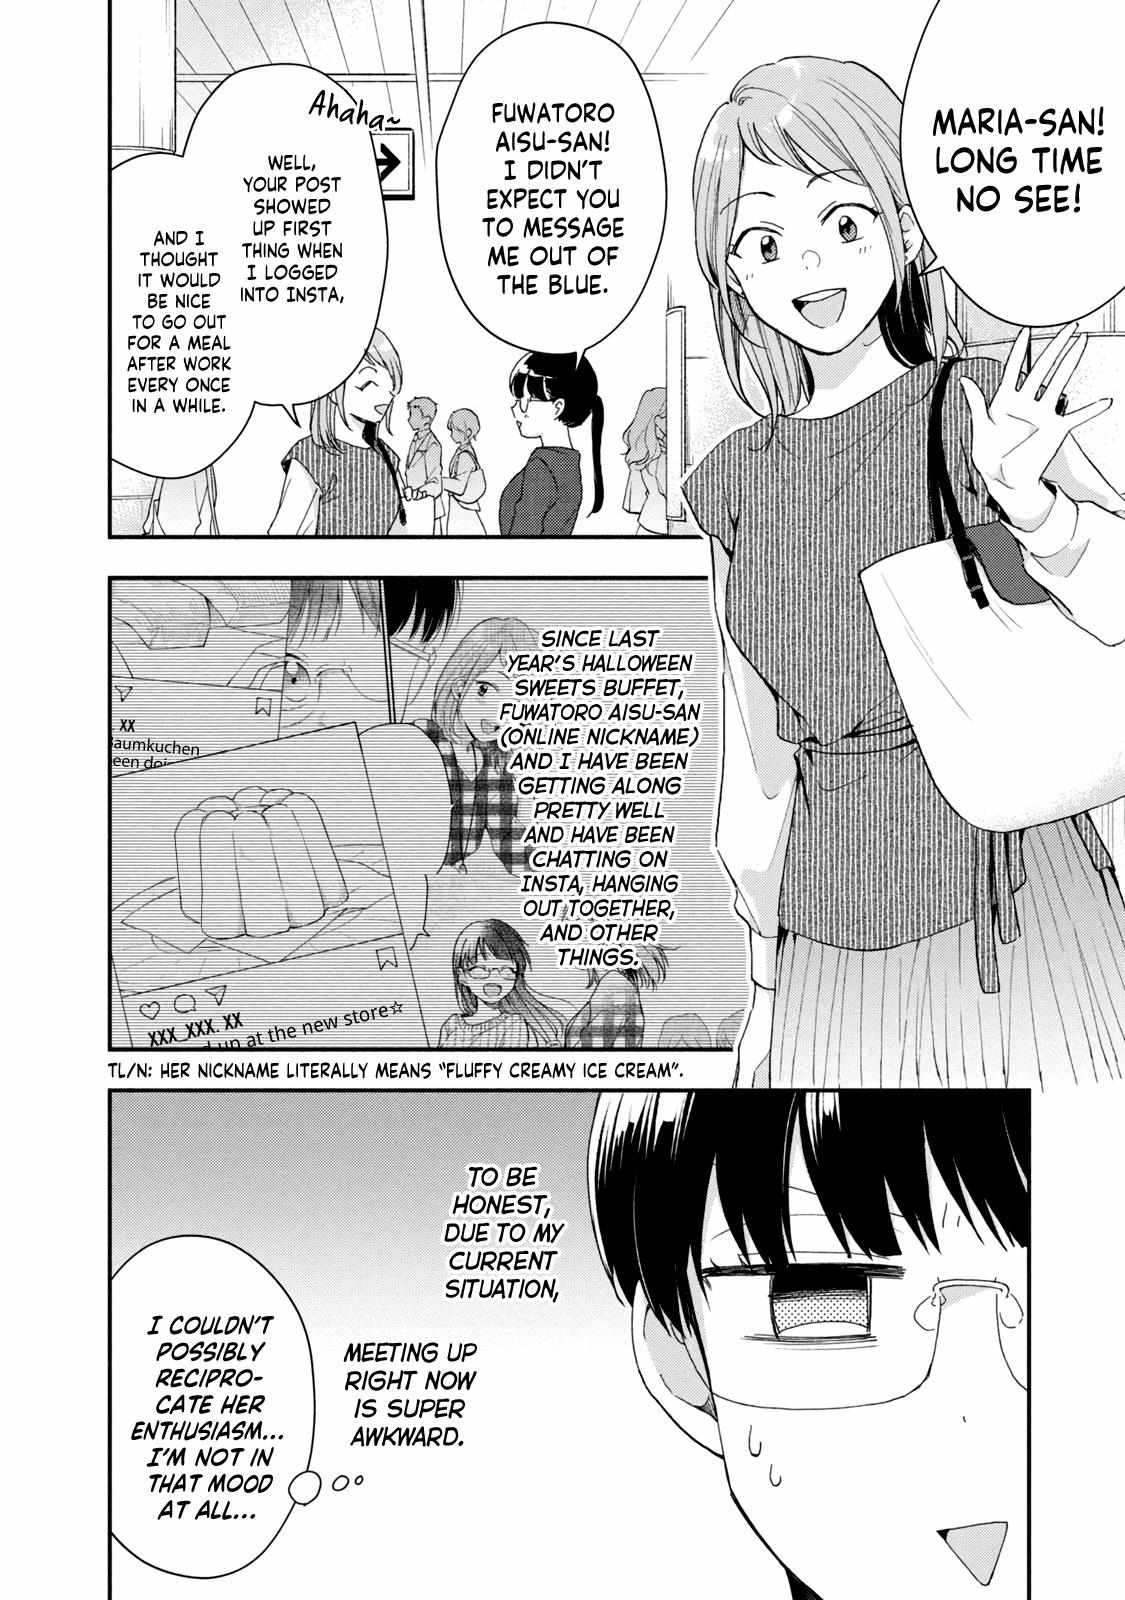 MARIA-SAN!
LONG TIME
NO SEE!
FUWATORO
AISU-SAN!
I DIDN'T
EXPECT YOU
TO MESSAGE
ME OUT OF
THE BLUE.
Ahaha~
WELL,
YOUR POST
SHOWED
UP FIRST
THING WHEN
I LOGGED
INTO INSTA,
AND I
THOUGHT
IT WOULD
BE NICE
TO GO OUT
FOR A MEAL
AFTER WORK
EVERY ONCE
IN A WHILE.
SINCE LAST
YEAR'S HALLOWEEN
SWEETS BUFFET,
FUWATORO AISU-SAN
(ONLINE NICKNAME)
AND I HAVE BEEN
GETTING ALONG
PRETTY WELL
AND HAVE BEEN
CHATTING ON
INSTA, HANGING
OUT TOGETHER,
AND OTHER
THINGS.
XX
Baumkuchen
XXX_XXX. XX
up at the new store☆
TL/N: HER NICKNAME LITERALLY MEANS "FLUFFY CREAMY ICE CREAM".
TO BE
HONEST,
DUE TO MY
CURRENT
SITUATION,
MEETING UP
RIGHT NOW
IS SUPER
AWKWARD.
I COULDN'T
POSSIBLY
RECIPRO-
CATE HER
ENTHUSIASM...
I'M NOT IN
THAT MOOD
AT ALL...